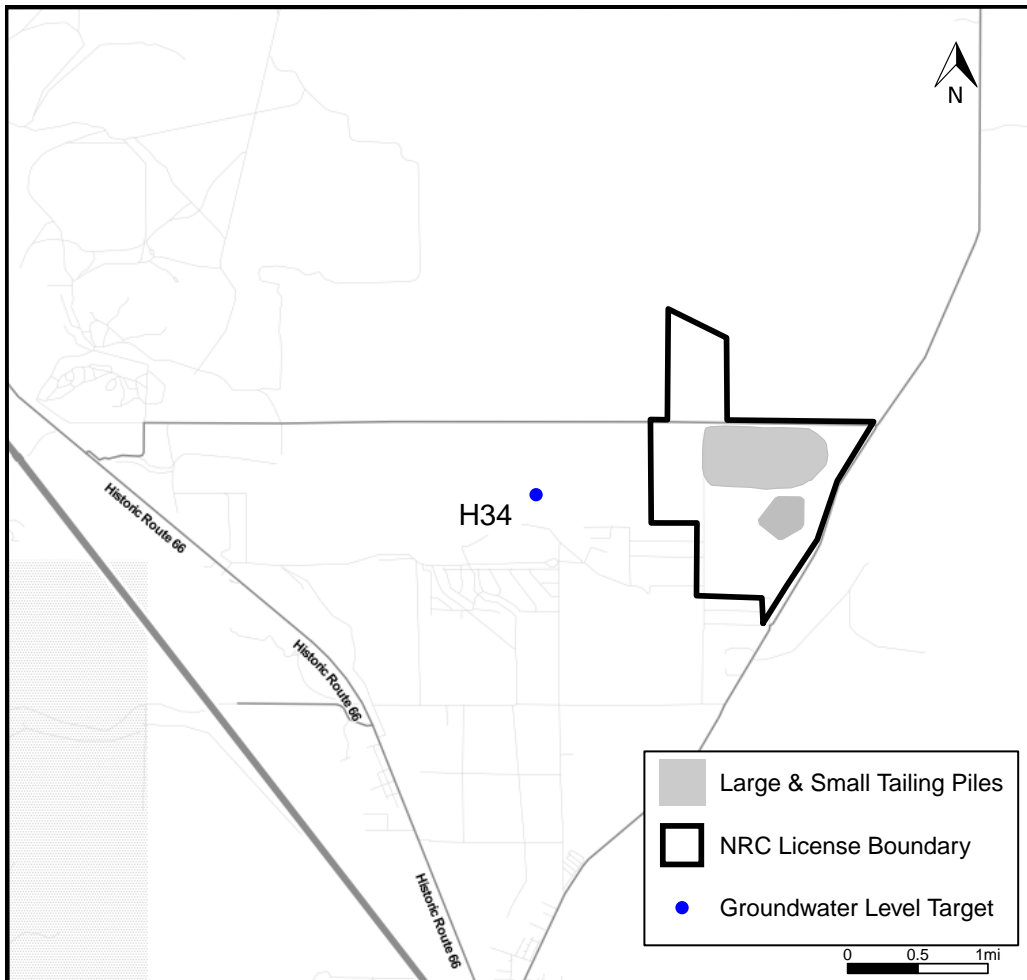 N
Historic Route 66
H34
Historic Route 66
Historic Route 66
Large & Small Tailing Piles
NRC License Boundary
Groundwater Level Target
0 0.5 1mi